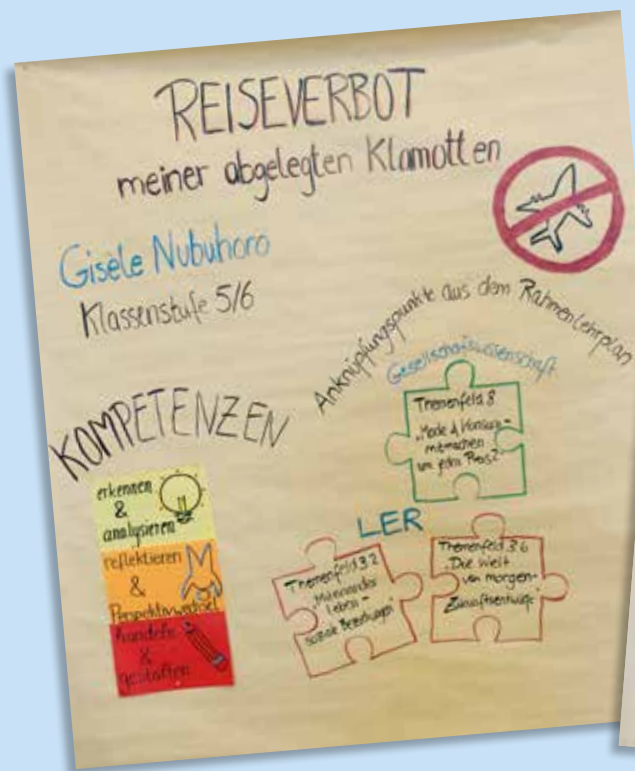 REISEVERBOT
meiner abgelegten Klamotten
Gisele Nubuhoro
Klassenstufe 5/6
Anknüpfungspunkte aus dem Rahmenlehrplan
Gesellschaftswissenschaft
Themenfeld 8
„Mode & Konsum-
mitmachen
um jeden Preis?"
KOMPETENZEN
erkennen
&
analysieren
reflektieren
&
Perspektivwechsel
handeln
&
gestalten
LER
Themenfeld 3.2
„Miteinander
leben -
soziale Beziehungen"
Themenfeld 3.6
„Die Welt
von morgen-
Zukunftsentwürfe"